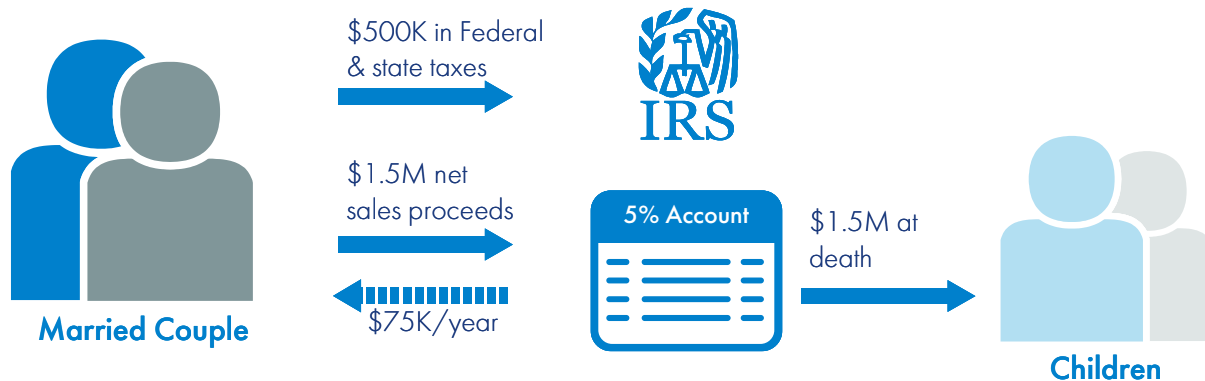 $500K in Federal
& state taxes
IRS
$1.5M net
sales proceeds
5% Account
$1.5M at
death
$75K/year
Married Couple
Children